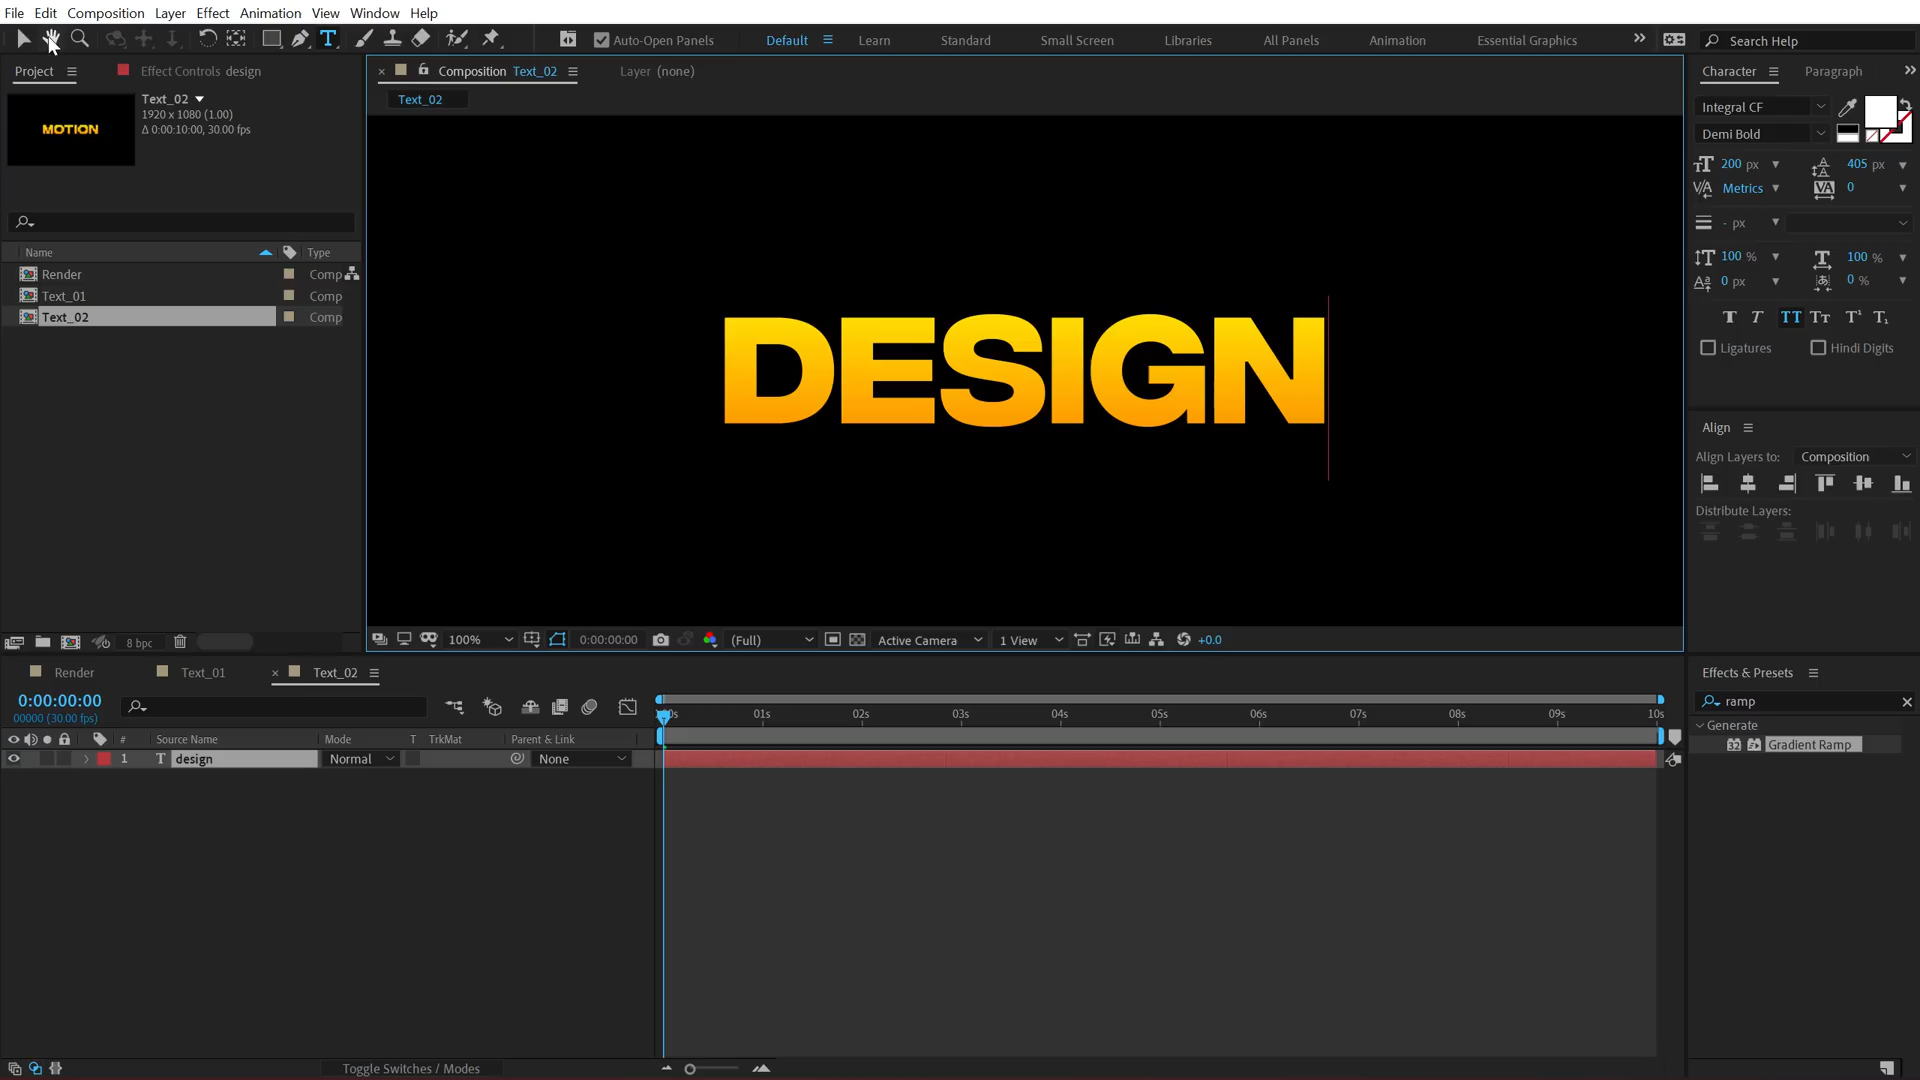 File Edit Composition Layer Effect Animation View Window Help
Auto-Open Panels Default Learn Standard Small Screen Libraries All Panels Animation Essential Graphics Search Help
Project Effect Controls design
Composition Text_02 Layer (none)
Character Paragraph
Text_02
1920 x 1080 (1.00)
Δ 0:00:10:00, 30.00 fps
MOTION
Text_02
Integral CF
Demi Bold
200 px 405 px
Metrics 0
- px
100 % 100 %
0 px 0 %
Ligatures Hindi Digits
Name Type
Render Comp
Text_01 Comp
Text_02 Comp
DESIGN
Align
Align Layers to: Composition
Distribute Layers:
8 bpc
100% 0:00:00:00 (Full) Active Camera 1 View +0.0
Render Text_01 Text_02
Effects & Presets
ramp
Generate
32 Gradient Ramp
0:00:00:00
00000 (30.00 fps)
01s 02s 03s 04s 05s 06s 07s 08s 09s 10s
# Source Name Mode T TrkMat Parent & Link
1 T design Normal None
Toggle Switches / Modes